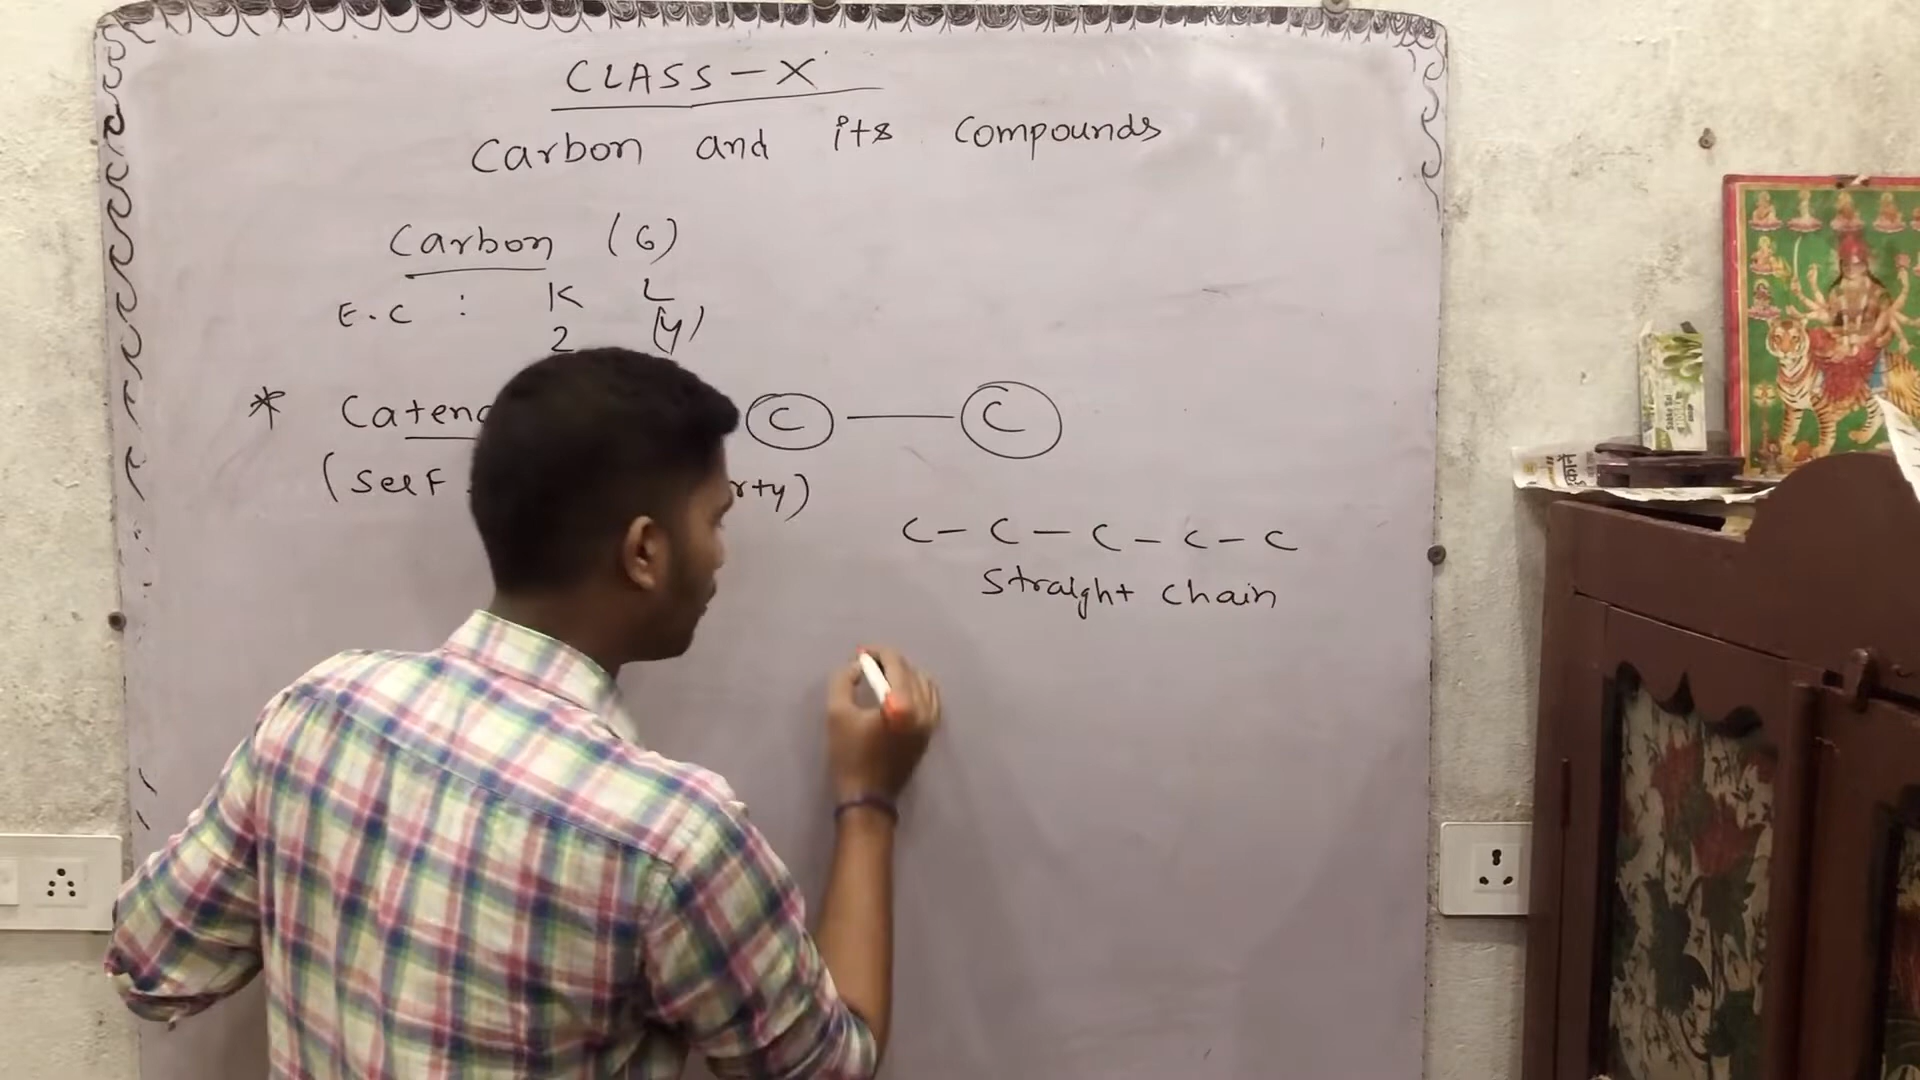 CLASS - X
Carbon and its compounds
Carbon (6)
E.C : K L
2 (4)
* Catena C — C
(Self rty)
C - C - C - C - C
Straight chain